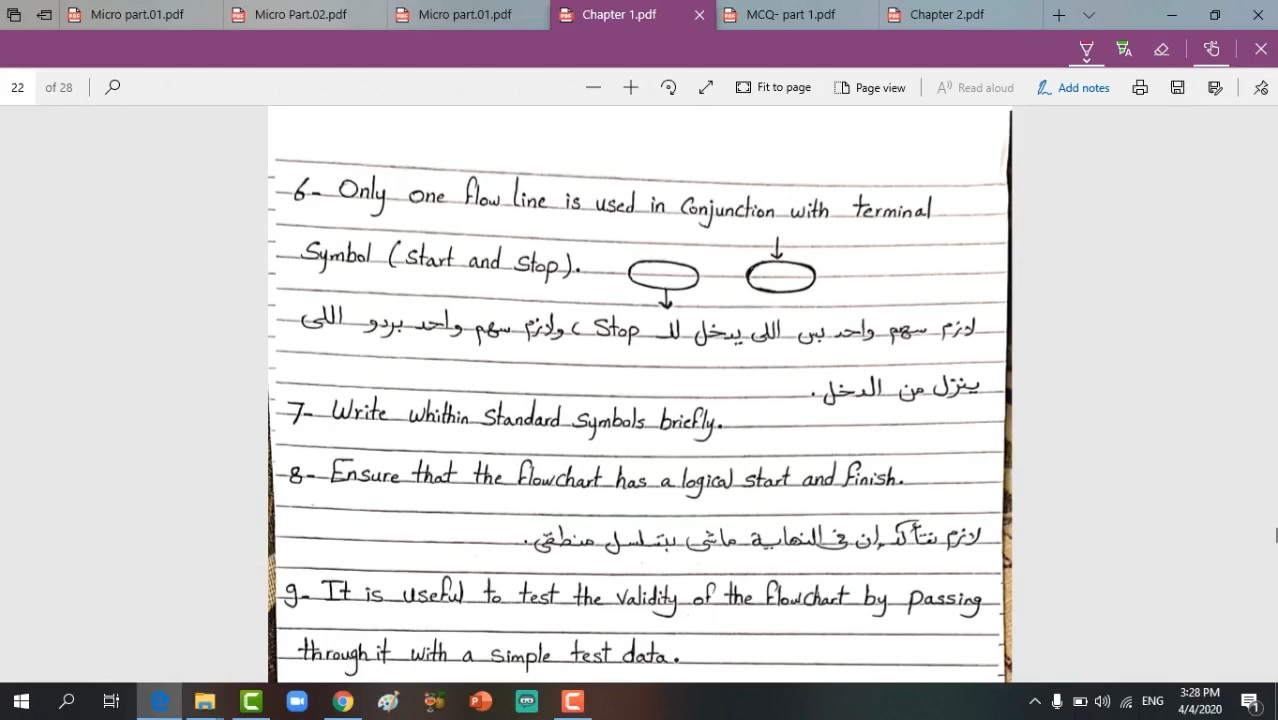 Micro part.01.pdf
Micro Part.02.pdf
Micro part.01.pdf
Chapter 1.pdf
MCQ- part 1.pdf
Chapter 2.pdf
22 of 28
Fit to page
Page view
Read aloud
Add notes
6- Only one flow line is used in Conjunction with terminal
Symbol (Start and Stop).
لازم سهم واحد بس اللى يدخل للـ Stop) ولازم سهم واحد بردو اللى
ينزل من الدخل.
7- Write whithin Standard Symbols briefly.
8- Ensure that the flowchart has a logical start and finish.
لازم نتأكد إن فى النهاية ماشى بتسلسل منطقى.
9- It is useful to test the validity of the flowchart by passing
through it with a simple test data.
ENG
3:28 PM
4/4/2020